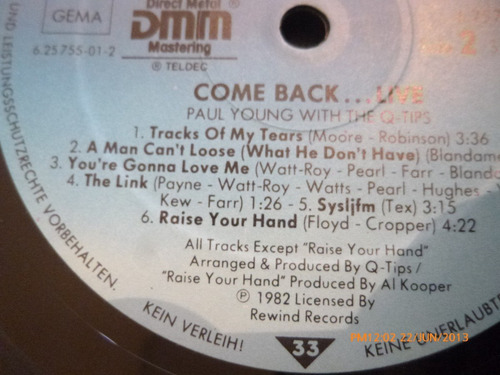 GEMA
Direct Metal
DMM
Mastering
6.25755-01-2
℗ TELDEC
2
COME BACK...LIVE
PAUL YOUNG WITH THE Q-TIPS
1. Tracks Of My Tears (Moore - Robinson) 3:36
2. A Man Can't Loose (What He Don't Have) (Blandame
3. You're Gonna Love Me (Watt-Roy - Pearl - Farr - Blanda
4. The Link (Payne - Watt-Roy - Watts - Pearl - Hughes -
Kew - Farr) 1:26 - 5. Sysljfm (Tex) 3:15
6. Raise Your Hand (Floyd - Cropper) 4:22
All Tracks Except "Raise Your Hand"
Arranged & Produced By Q-Tips /
"Raise Your Hand" Produced By Al Kooper
℗ 1982 Licensed By
Rewind Records
33
UND LEISTUNGSSCHUTZRECHTE VORBEHALTEN.
KEIN VERLEIH!
KEINE UNERLAUBTE
PM12:02 22/JUN/2013